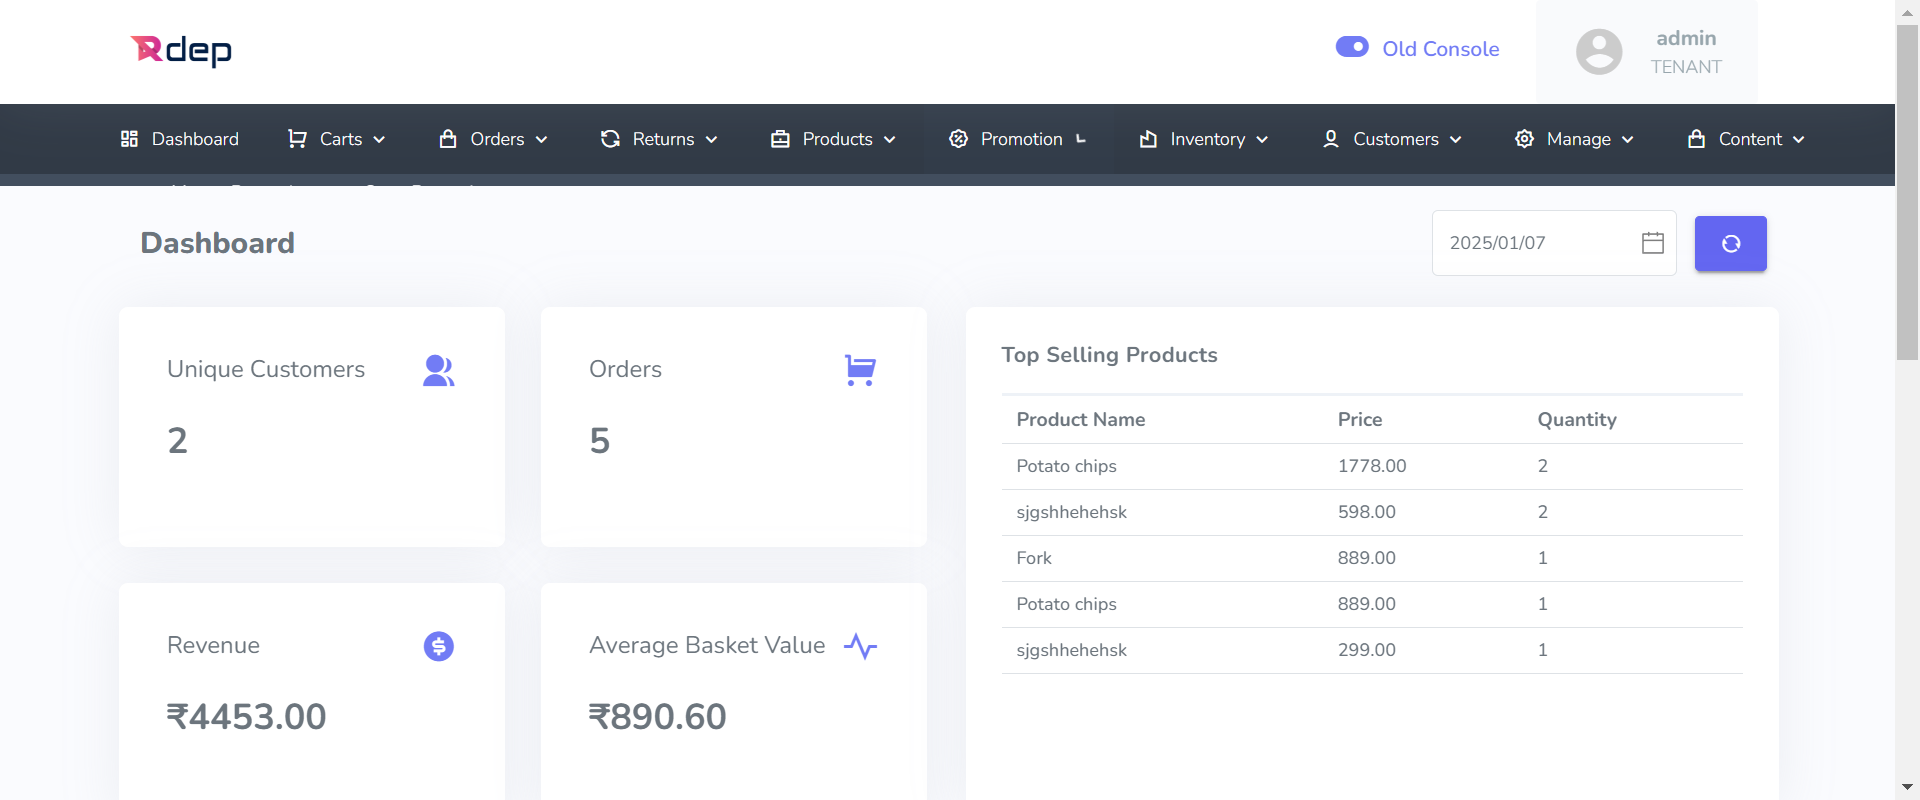 Rdep
Old Console
admin
TENANT
Dashboard
Carts
Orders
Returns
Products
Promotion
Inventory
Customers
Manage
Content
Dashboard
2025/01/07
Unique Customers
2
Orders
5
Revenue
₹4453.00
Average Basket Value
₹890.60
Top Selling Products
Product Name Price Quantity
Potato chips 1778.00 2
sjgshhehehsk 598.00 2
Fork 889.00 1
Potato chips 889.00 1
sjgshhehehsk 299.00 1